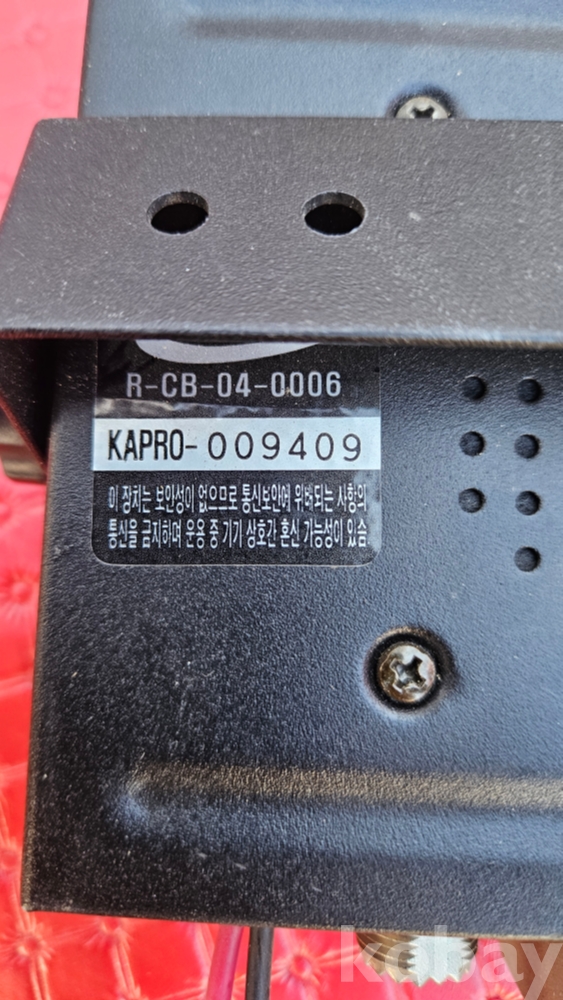 R-CB-04-0006
KAPRO-009409
이 장치는 보안성이 없으므로 통신보안에 위배되는 사항의
통신을 금지하며 운용 중 기기 상호간 혼신 기능성이 있음.
kobay